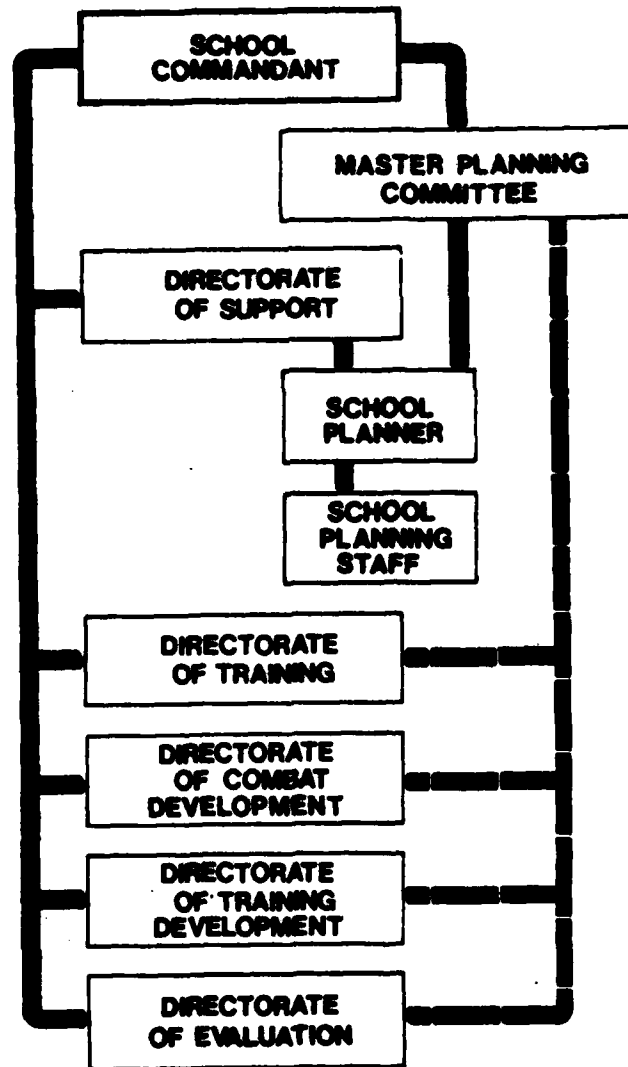 SCHOOL
COMMANDANT
MASTER PLANNING
COMMITTEE
DIRECTORATE
OF SUPPORT
SCHOOL
PLANNER
SCHOOL
PLANNING
STAFF
DIRECTORATE
OF TRAINING
DIRECTORATE
OF COMBAT
DEVELOPMENT
DIRECTORATE
OF TRAINING
DEVELOPMENT
DIRECTORATE
OF EVALUATION